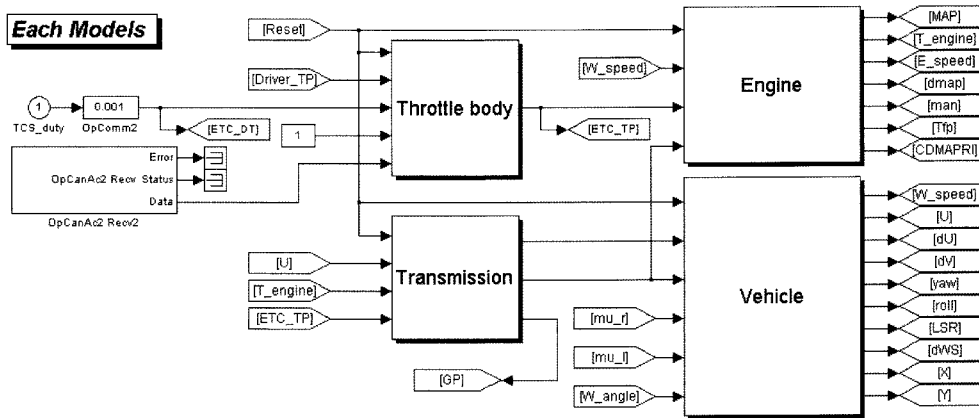 Each Models
[Reset]
[Driver_TP]
1
TCS_duty
0.001
OpComm2
[ETC_DT]
1
Error
OpCanAc2 Recv Status
Data
OpCanAc2 Recv2
Throttle body
[ETC_TP]
[W_speed]
Engine
[MAP]
[T_engine]
[E_speed]
[dmap]
[man]
[Tfp]
[CDMAPRI]
[U]
[T_engine]
[ETC_TP]
Transmission
[GP]
[mu_r]
[mu_l]
[W_angle]
Vehicle
[W_speed]
[U]
[dU]
[dV]
[yaw]
[roll]
[LSR]
[dWS]
[X]
[Y]